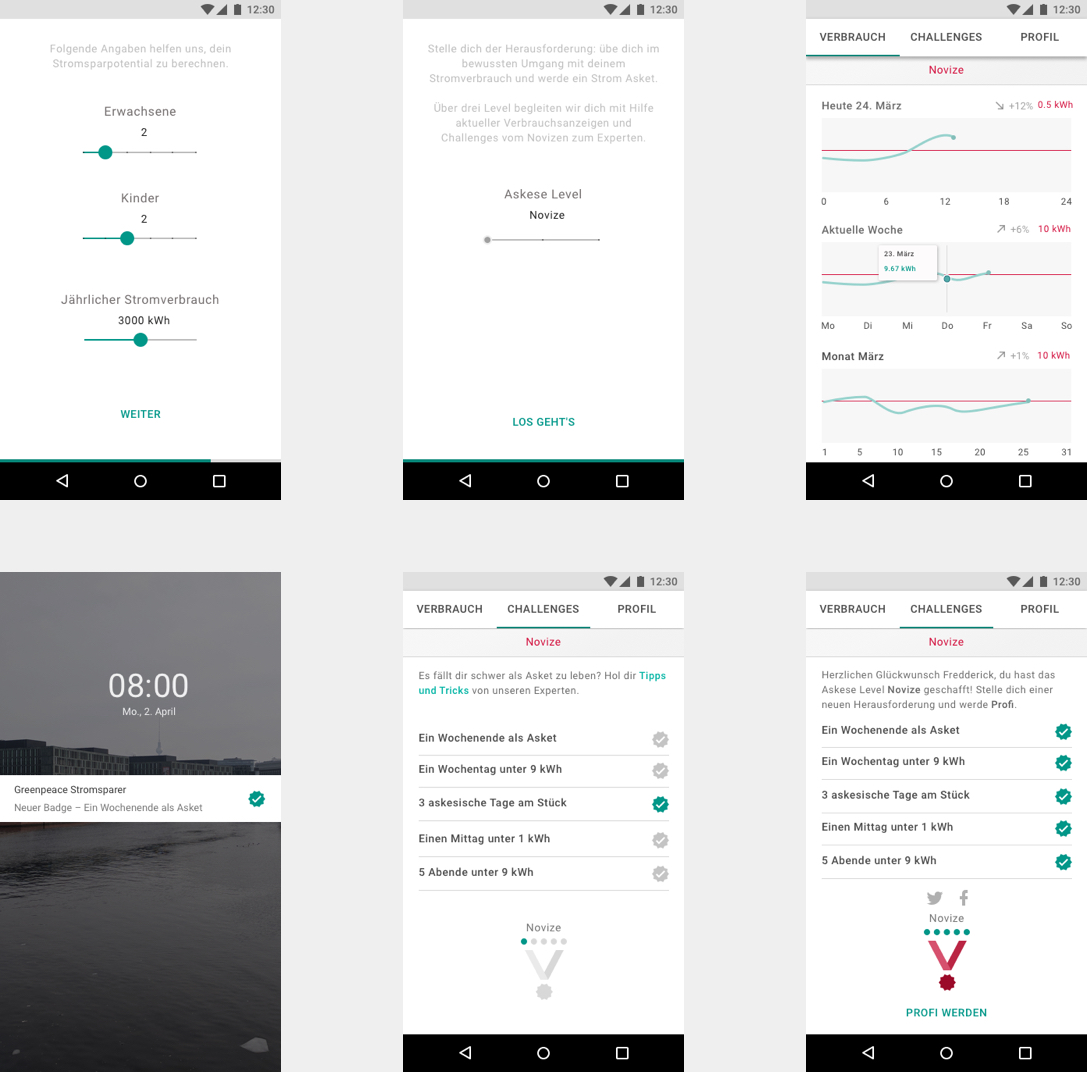 12:30
Folgende Angaben helfen uns, dein
Stromsparpotential zu berechnen.
Erwachsene
2
Kinder
2
Jährlicher Stromverbrauch
3000 kWh
WEITER
12:30
Stelle dich der Herausforderung: übe dich im
bewussten Umgang mit deinem
Stromverbrauch und werde ein Strom Asket.
Über drei Level begleiten wir dich mit Hilfe
aktueller Verbrauchsanzeigen und
Challenges vom Novizen zum Experten.
Askese Level
Novize
LOS GEHT'S
12:30
VERBRAUCH CHALLENGES PROFIL
Novize
Heute 24. März +12% 0.5 kWh
0 6 12 18 24
Aktuelle Woche +6% 10 kWh
23. März
9.67 kWh
Mo Di Mi Do Fr Sa So
Monat März +1% 10 kWh
1 5 10 15 20 25 31
08:00
Mo., 2. April
Greenpeace Stromsparer
Neuer Badge – Ein Wochenende als Asket
12:30
VERBRAUCH CHALLENGES PROFIL
Novize
Es fällt dir schwer als Asket zu leben? Hol dir Tipps
und Tricks von unseren Experten.
Ein Wochenende als Asket
Ein Wochentag unter 9 kWh
3 askesische Tage am Stück
Einen Mittag unter 1 kWh
5 Abende unter 9 kWh
Novize
12:30
VERBRAUCH CHALLENGES PROFIL
Novize
Herzlichen Glückwunsch Fredderick, du hast das
Askese Level Novize geschafft! Stelle dich einer
neuen Herausforderung und werde Profi.
Ein Wochenende als Asket
Ein Wochentag unter 9 kWh
3 askesische Tage am Stück
Einen Mittag unter 1 kWh
5 Abende unter 9 kWh
Novize
PROFI WERDEN